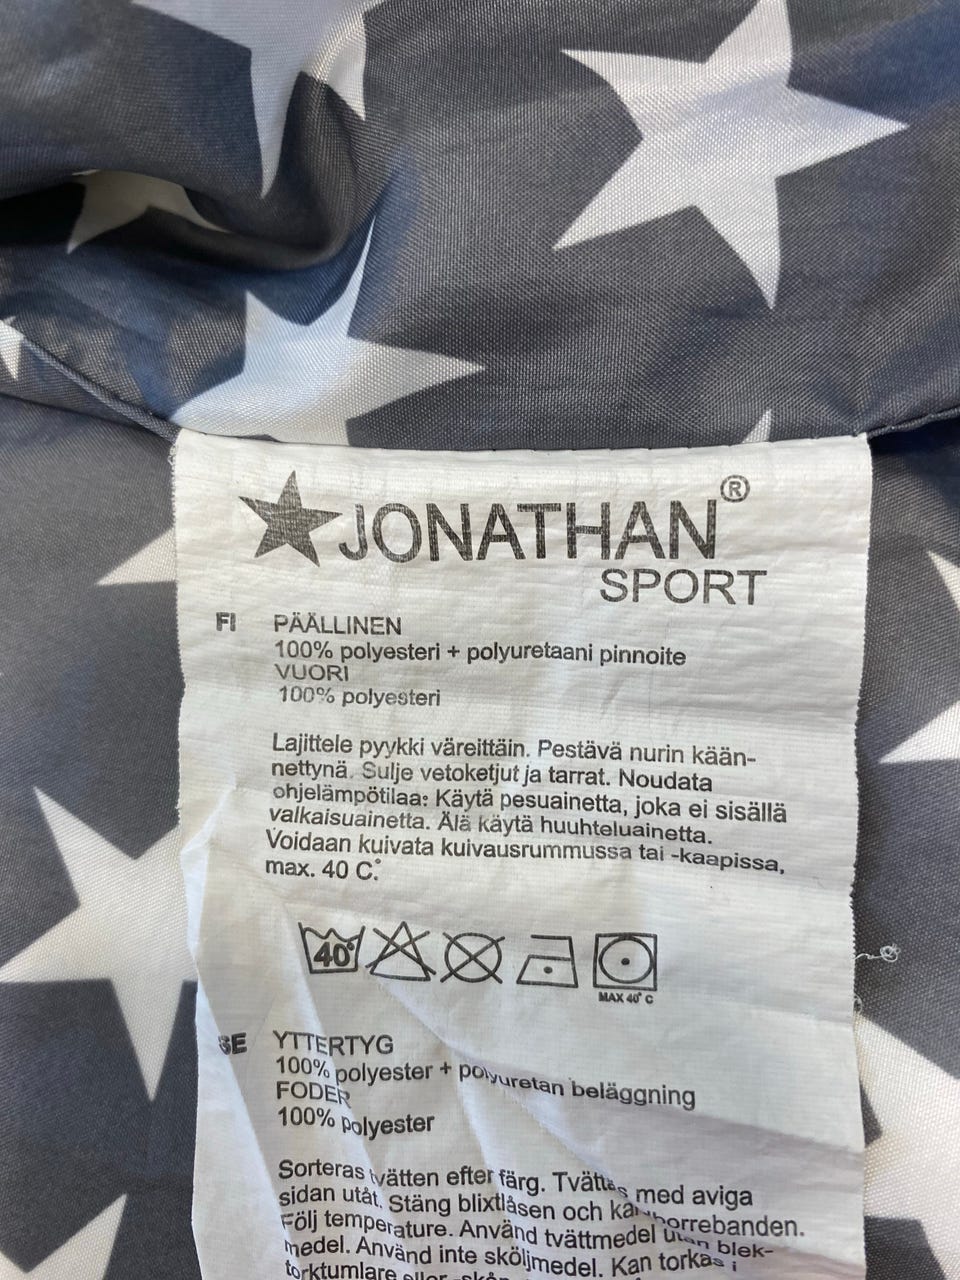 JONATHAN®
SPORT
FI PÄÄLLINEN
100% polyesteri + polyuretaani pinnoite
VUORI
100% polyesteri
Lajittele pyykki väreittäin. Pestävä nurin kään-
nettynä. Sulje vetoketjut ja tarrat. Noudata
ohjelämpötilaa: Käytä pesuainetta, joka ei sisällä
valkaisuainetta. Älä käytä huuhteluainetta.
Voidaan kuivata kuivausrummussa tai -kaapissa,
max. 40 C.°
40°
MAX 40° C
SE YTTERTYG
100% polyester + polyuretan beläggning
FODER
100% polyester
Sorteras tvätten efter färg. Tvättas med aviga
sidan utåt. Stäng blixtlåsen och kardborrebanden.
Följ temperature. Använd tvättmedel utan blek-
medel. Använd inte sköljmedel. Kan torkas i
torktumlare eller